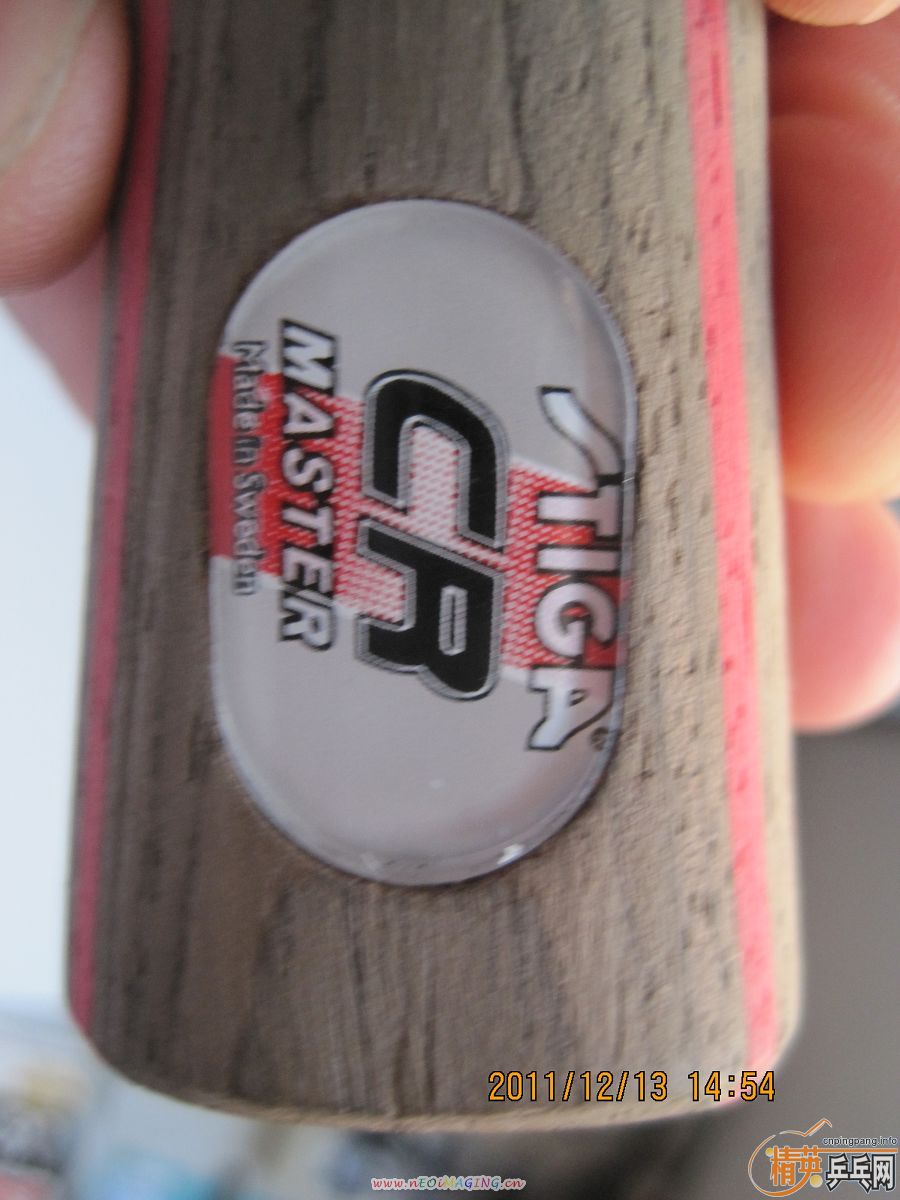 STIGA®
CR
MASTER
Made in Sweden
2011/12/13 14:54
cnpingpang.info
精英乒乓网
www.nEOiMAGiNG.cn